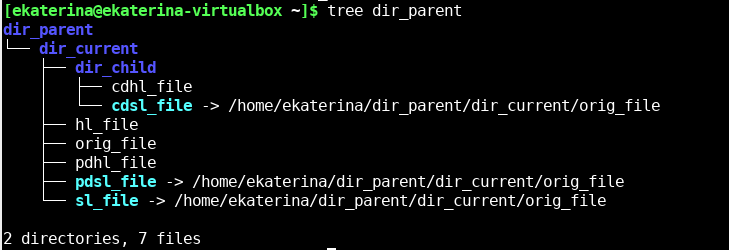 [ekaterina@ekaterina-virtualbox ~]$ tree dir_parent
dir_parent
└── dir_current
    ├── dir_child
    │   ├── cdhl_file
    │   └── cdsl_file -> /home/ekaterina/dir_parent/dir_current/orig_file
    ├── hl_file
    ├── orig_file
    ├── pdhl_file
    ├── pdsl_file -> /home/ekaterina/dir_parent/dir_current/orig_file
    └── sl_file -> /home/ekaterina/dir_parent/dir_current/orig_file

2 directories, 7 files